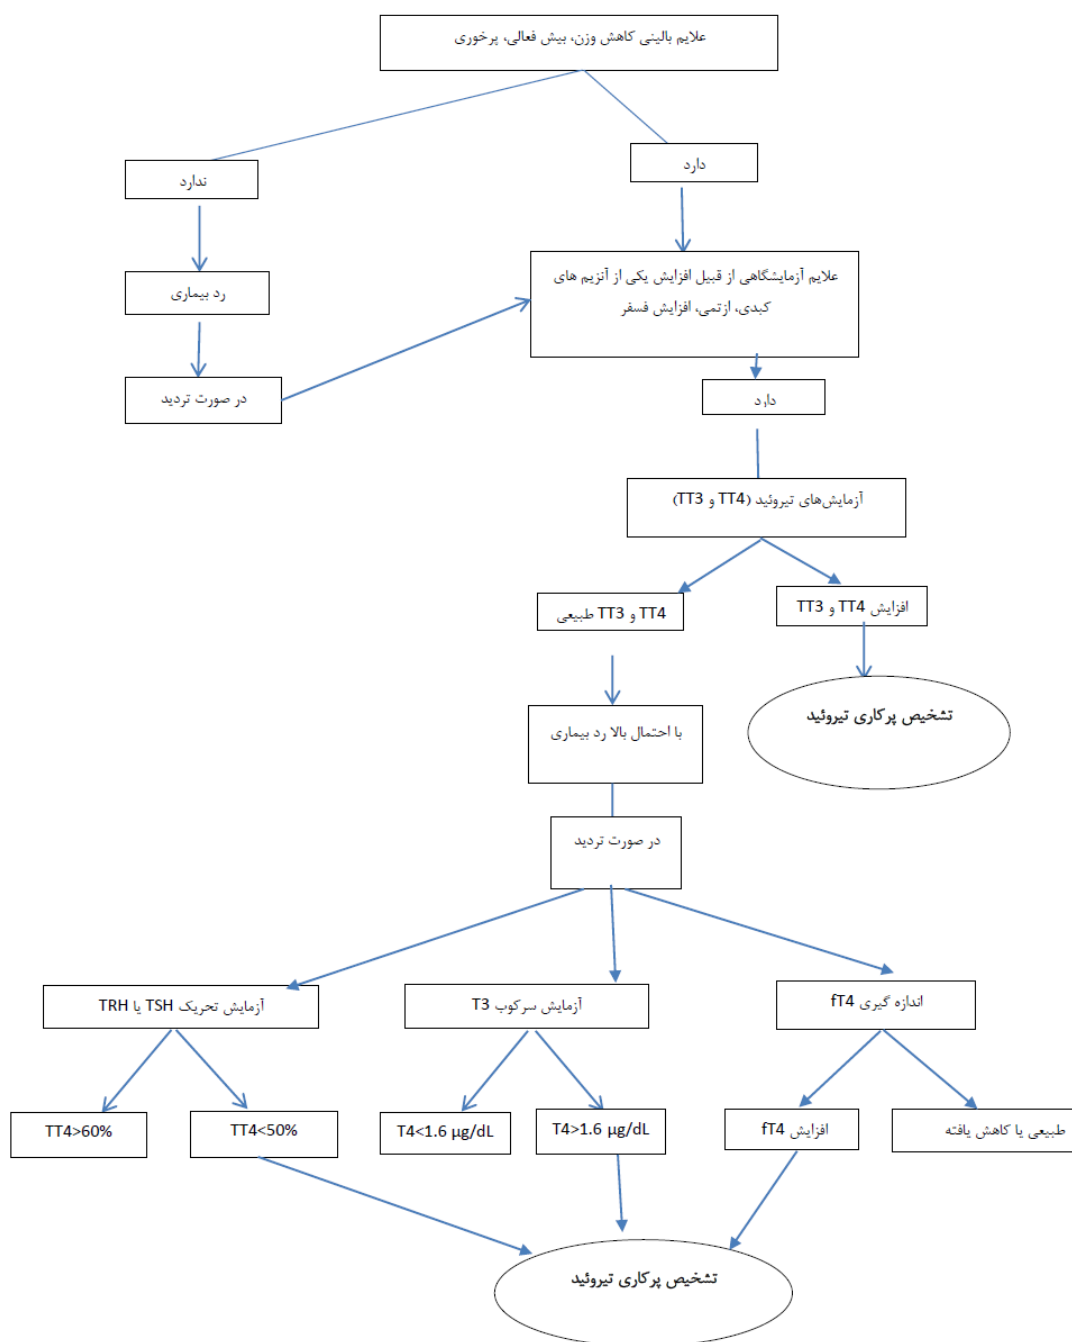 علایم بالینی کاهش وزن، بیش فعالی، پرخوری
دارد
ندارد
علایم آزمایشگاهی از قبیل افزایش یکی از آنزیم های
کبدی، ازتمی، افزایش فسفر
رد بیماری
در صورت تردید
دارد
آزمایش‌های تیروئید (TT4 و TT3)
افزایش TT4 و TT3
TT4 و TT3 طبیعی
تشخیص پرکاری تیروئید
با احتمال بالا رد بیماری
در صورت تردید
اندازه گیری fT4
آزمایش سرکوب T3
آزمایش تحریک TSH یا TRH
طبیعی یا کاهش یافته
افزایش fT4
T4>1.6 µg/dL
T4<1.6 µg/dL
TT4<50%
TT4>60%
تشخیص پرکاری تیروئید